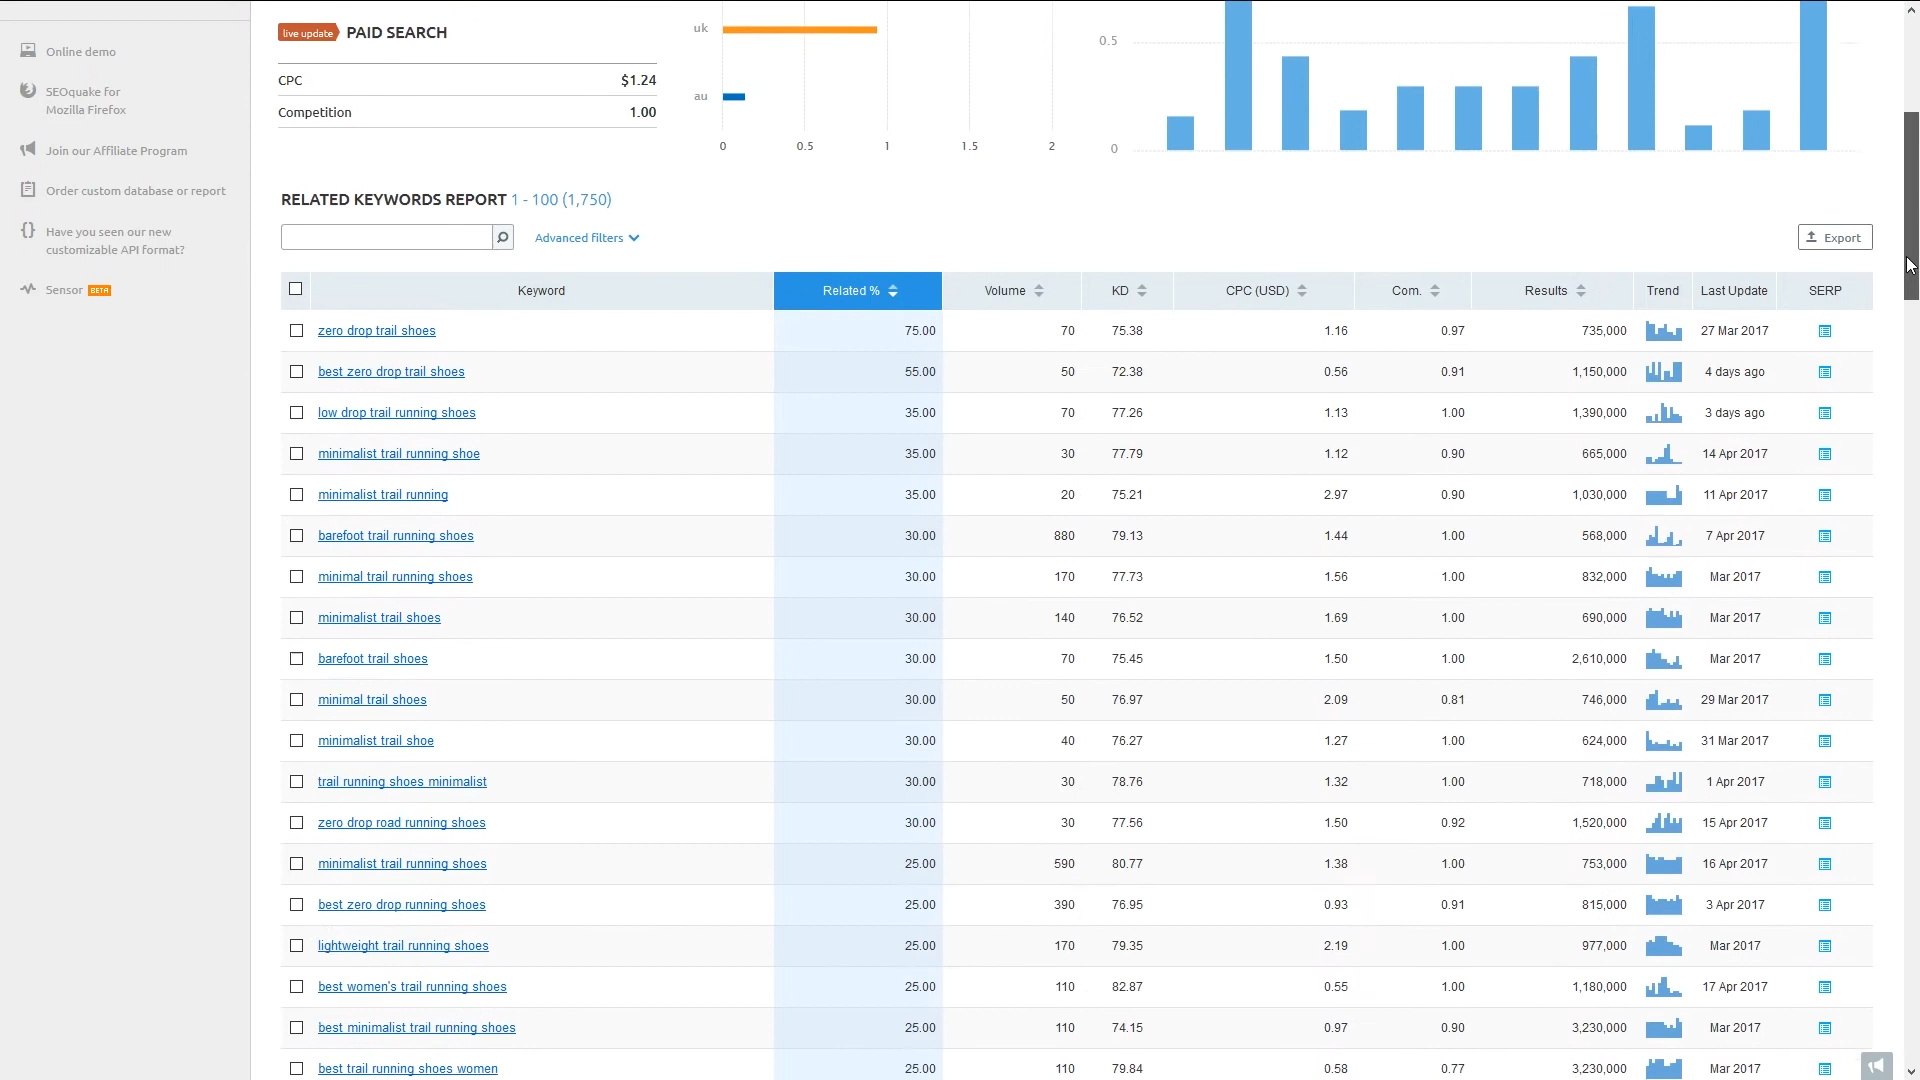 Online demo
SEOquake for
Mozilla Firefox
Join our Affiliate Program
Order custom database or report
Have you seen our new
customizable API format?
Sensor BETA
live update PAID SEARCH
CPC $1.24
Competition 1.00
uk
au
0 0.5 1 1.5 2
0.5
0
RELATED KEYWORDS REPORT 1 - 100 (1,750)
Advanced filters
Export
Keyword Related % Volume KD CPC (USD) Com. Results Trend Last Update SERP
zero drop trail shoes 75.00 70 75.38 1.16 0.97 735,000 27 Mar 2017
best zero drop trail shoes 55.00 50 72.38 0.56 0.91 1,150,000 4 days ago
low drop trail running shoes 35.00 70 77.26 1.13 1.00 1,390,000 3 days ago
minimalist trail running shoe 35.00 30 77.79 1.12 0.90 665,000 14 Apr 2017
minimalist trail running 35.00 20 75.21 2.97 0.90 1,030,000 11 Apr 2017
barefoot trail running shoes 30.00 880 79.13 1.44 1.00 568,000 7 Apr 2017
minimal trail running shoes 30.00 170 77.73 1.56 1.00 832,000 Mar 2017
minimalist trail shoes 30.00 140 76.52 1.69 1.00 690,000 Mar 2017
barefoot trail shoes 30.00 70 75.45 1.50 1.00 2,610,000 Mar 2017
minimal trail shoes 30.00 50 76.97 2.09 0.81 746,000 29 Mar 2017
minimalist trail shoe 30.00 40 76.27 1.27 1.00 624,000 31 Mar 2017
trail running shoes minimalist 30.00 30 78.76 1.32 1.00 718,000 1 Apr 2017
zero drop road running shoes 30.00 30 77.56 1.50 0.92 1,520,000 15 Apr 2017
minimalist trail running shoes 25.00 590 80.77 1.38 1.00 753,000 16 Apr 2017
best zero drop running shoes 25.00 390 76.95 0.93 0.91 815,000 3 Apr 2017
lightweight trail running shoes 25.00 170 79.35 2.19 1.00 977,000 Mar 2017
best women's trail running shoes 25.00 110 82.87 0.55 1.00 1,180,000 17 Apr 2017
best minimalist trail running shoes 25.00 110 74.15 0.97 0.90 3,230,000 Mar 2017
best trail running shoes women 25.00 110 79.84 0.58 0.77 3,230,000 Mar 2017